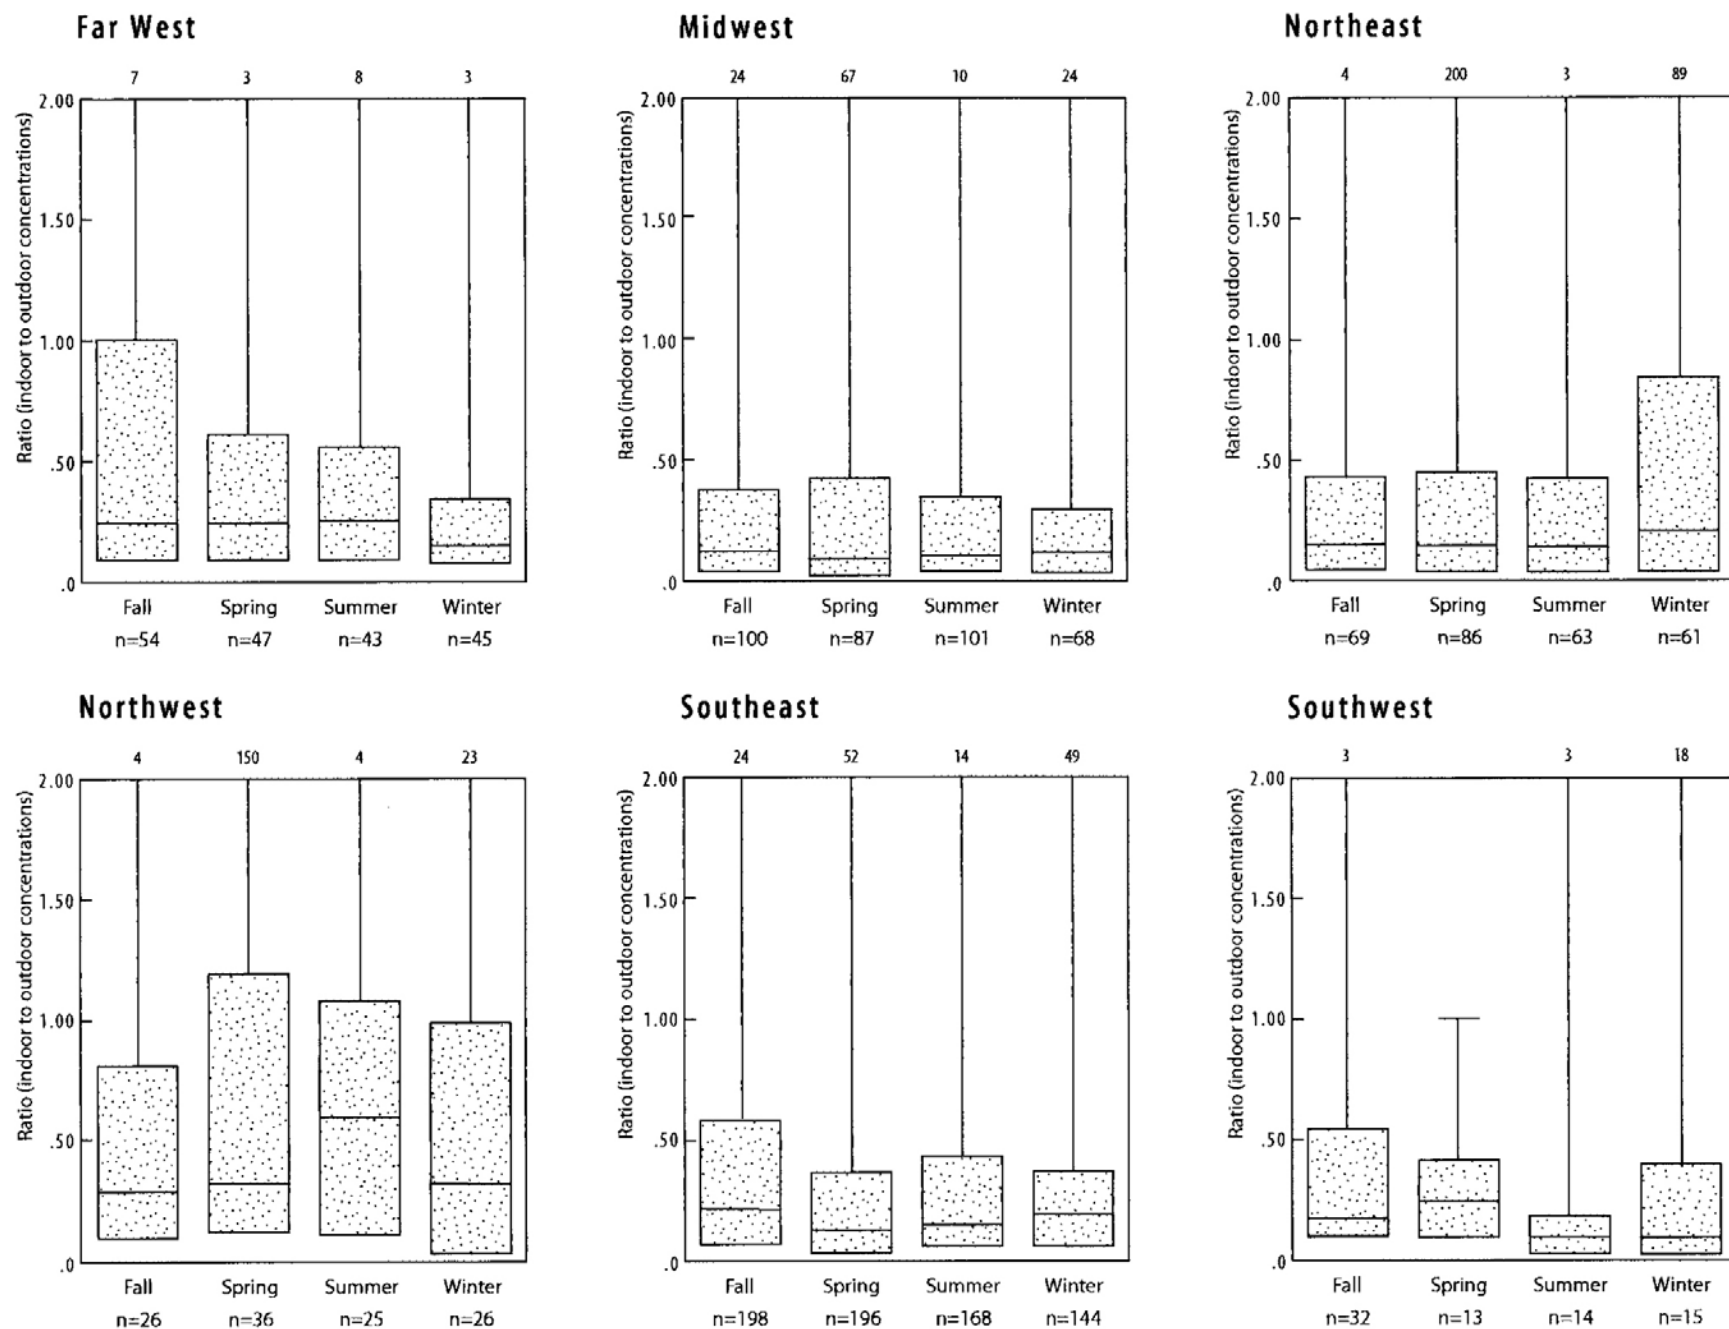 Far West
7 3 8 3
2.00
1.50
1.00
.50
.0
Ratio (indoor to outdoor concentrations)
Fall Spring Summer Winter
n=54 n=47 n=43 n=45
Midwest
24 67 10 24
2.00
1.50
1.00
.50
.0
Ratio (indoor to outdoor concentrations)
Fall Spring Summer Winter
n=100 n=87 n=101 n=68
Northeast
4 200 3 89
2.00
1.50
1.00
.50
.0
Ratio (indoor to outdoor concentrations)
Fall Spring Summer Winter
n=69 n=86 n=63 n=61
Northwest
4 150 4 23
2.00
1.50
1.00
.50
.0
Ratio (indoor to outdoor concentrations)
Fall Spring Summer Winter
n=26 n=36 n=25 n=26
Southeast
24 52 14 49
2.00
1.50
1.00
.50
.0
Ratio (indoor to outdoor concentrations)
Fall Spring Summer Winter
n=198 n=196 n=168 n=144
Southwest
3 3 18
2.00
1.50
1.00
.50
.0
Ratio (indoor to outdoor concentrations)
Fall Spring Summer Winter
n=32 n=13 n=14 n=15